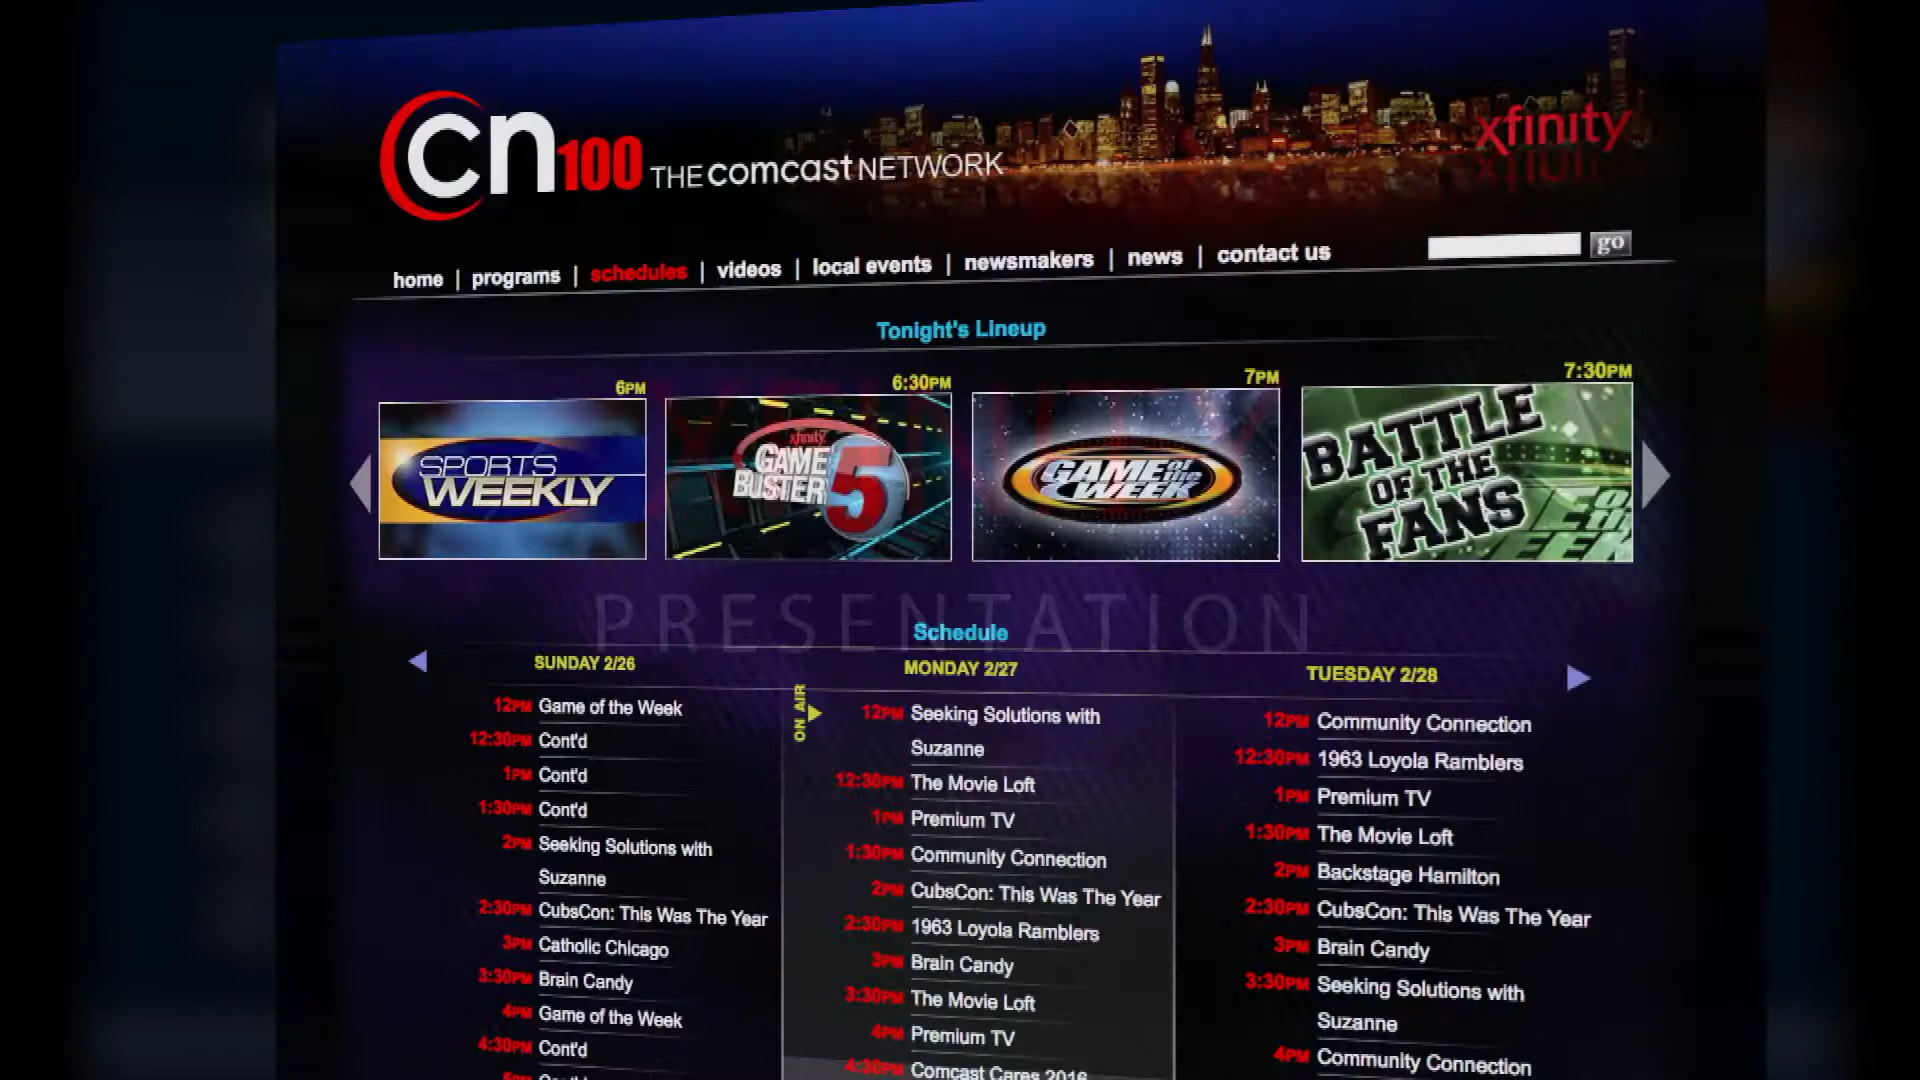 cn100 THE comcast NETWORK
xfinity
home | programs | schedules | videos | local events | newsmakers | news | contact us
go
Tonight's Lineup
6PM
6:30PM
7PM
7:30PM
SPORTS
WEEKLY
xfinity
GAME
BUSTER 5
GAME of the
WEEK
BATTLE
OF THE
FANS
PRESENTATION
Schedule
SUNDAY 2/26
12PM Game of the Week
12:30PM Cont'd
1PM Cont'd
1:30PM Cont'd
2PM Seeking Solutions with
Suzanne
2:30PM CubsCon: This Was The Year
3PM Catholic Chicago
3:30PM Brain Candy
4PM Game of the Week
4:30PM Cont'd
MONDAY 2/27
ON AIR
12PM Seeking Solutions with
Suzanne
12:30PM The Movie Loft
1PM Premium TV
1:30PM Community Connection
2PM CubsCon: This Was The Year
2:30PM 1963 Loyola Ramblers
3PM Brain Candy
3:30PM The Movie Loft
4PM Premium TV
4:30PM Comcast Cares 2016
TUESDAY 2/28
12PM Community Connection
12:30PM 1963 Loyola Ramblers
1PM Premium TV
1:30PM The Movie Loft
2PM Backstage Hamilton
2:30PM CubsCon: This Was The Year
3PM Brain Candy
3:30PM Seeking Solutions with
Suzanne
4PM Community Connection